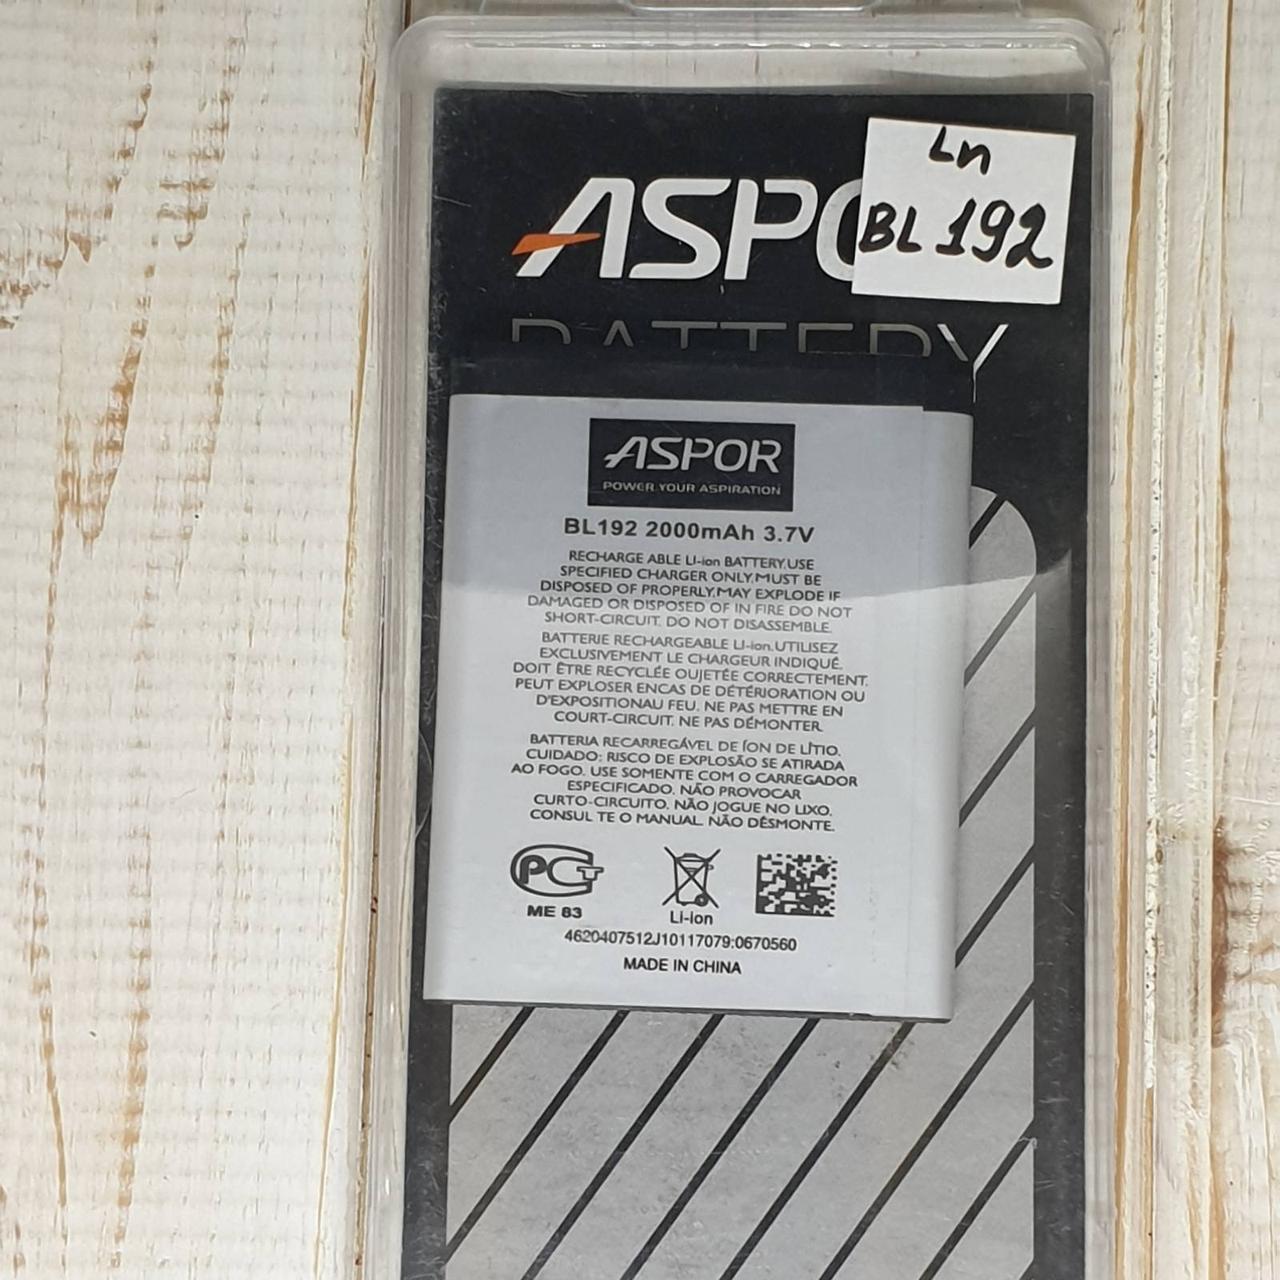 Ln
BL192
ASPO
BATTERY
ASPOR
POWER YOUR ASPIRATION
BL192 2000mAh 3.7V
RECHARGE ABLE LI-ion BATTERY,USE
SPECIFIED CHARGER ONLY.MUST BE
DISPOSED OF PROPERLY,MAY EXPLODE IF
DAMAGED OR DISPOSED OF IN FIRE DO NOT
SHORT-CIRCUIT. DO NOT DISASSEMBLE.
BATTERIE RECHARGEABLE LI-ion.UTILISEZ
EXCLUSIVEMENT LE CHARGEUR INDIQUÉ.
DOIT ÊTRE RECYCLÉE OUJETÉE CORRECTEMENT.
PEUT EXPLOSER ENCAS DE DÉTÉRIORATION OU
D'EXPOSITIONAU FEU. NE PAS METTRE EN
COURT-CIRCUIT. NE PAS DÉMONTER.
BATTERIA RECARREGÁVEL DE ÍON DE LÍTIO.
CUIDADO: RISCO DE EXPLOSÃO SE ATIRADA
AO FOGO. USE SOMENTE COM O CARREGADOR
ESPECIFICADO. NÃO PROVOCAR
CURTO-CIRCUITO. NÃO JOGUE NO LIXO.
CONSUL TE O MANUAL. NÃO DÊSMONTE.
РСТ
ME 83
Li-ion
4620407512J10117079:0670560
MADE IN CHINA